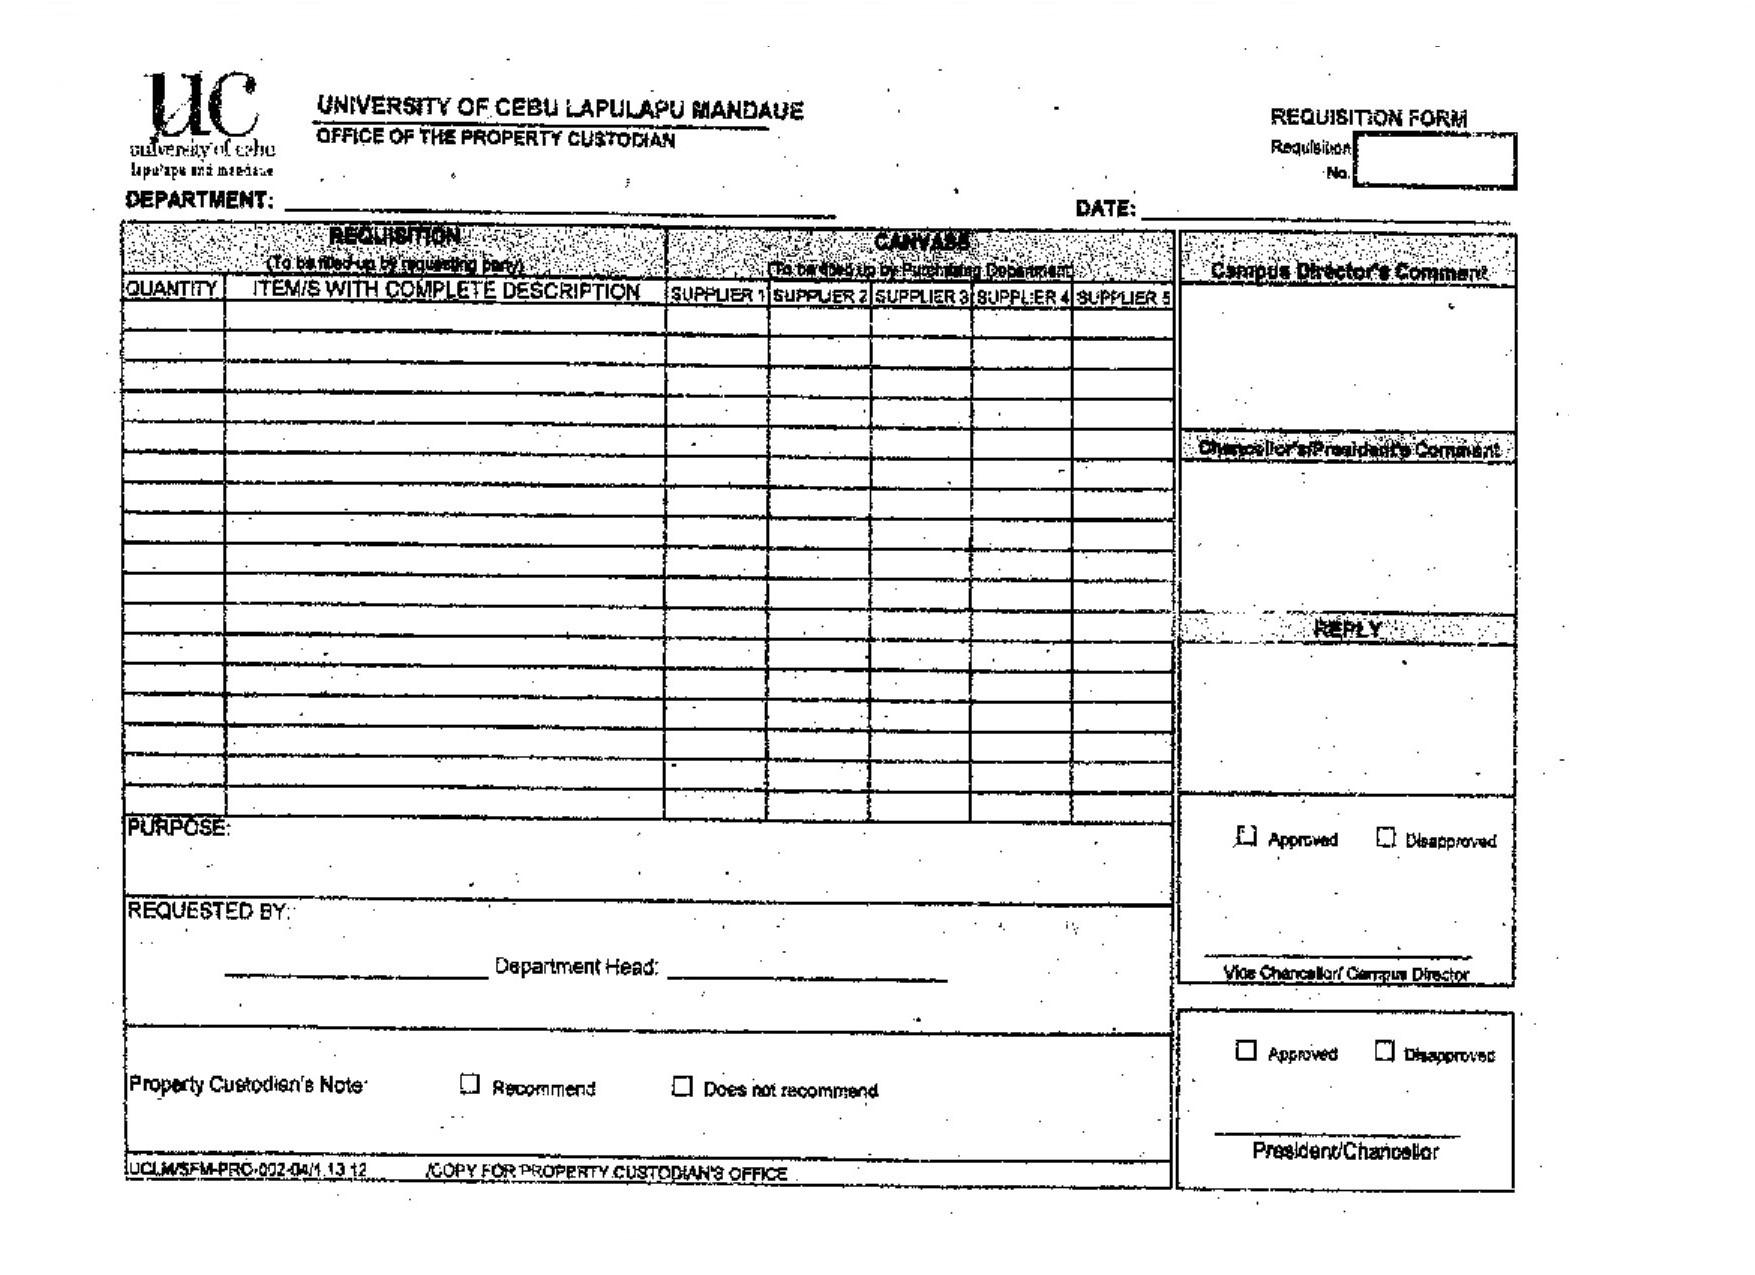 uc
university of cebu
lapulapu and mandaue
UNIVERSITY OF CEBU LAPULAPU MANDAUE
OFFICE OF THE PROPERTY CUSTODIAN
REQUISITION FORM
Requisition
No.
DEPARTMENT:
DATE:
REQUISITION
(To be filled-up by requesting party)
CANVASS
(To be filled up by Purchasing Department)
QUANTITY ITEM/S WITH COMPLETE DESCRIPTION SUPPLIER 1 SUPPLIER 2 SUPPLIER 3 SUPPLIER 4 SUPPLIER 5
Campus Director's Comment
Chancellor's/President's Comment
REPLY
Approved Disapproved
Vice Chancellor/ Campus Director
Approved Disapproved
President/Chancellor
PURPOSE:
REQUESTED BY:
Department Head:
Property Custodian's Note: Recommend Does not recommend
UCLM/SFM-PRC-002-04/1.13.12 /COPY FOR PROPERTY CUSTODIAN'S OFFICE